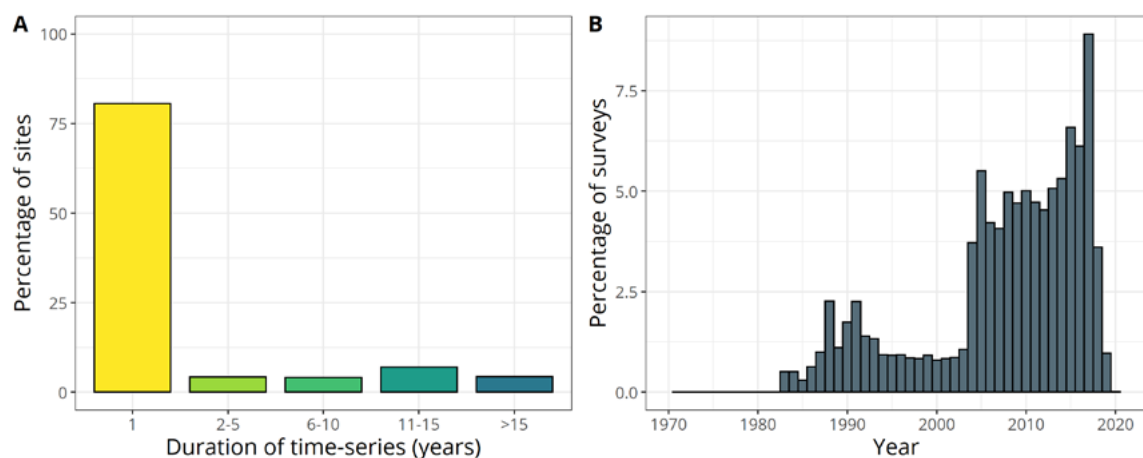 A
Percentage of sites
100
75
50
25
0
1 2-5 6-10 11-15 >15
Duration of time-series (years)
B
Percentage of surveys
7.5
5.0
2.5
0.0
1970 1980 1990 2000 2010 2020
Year